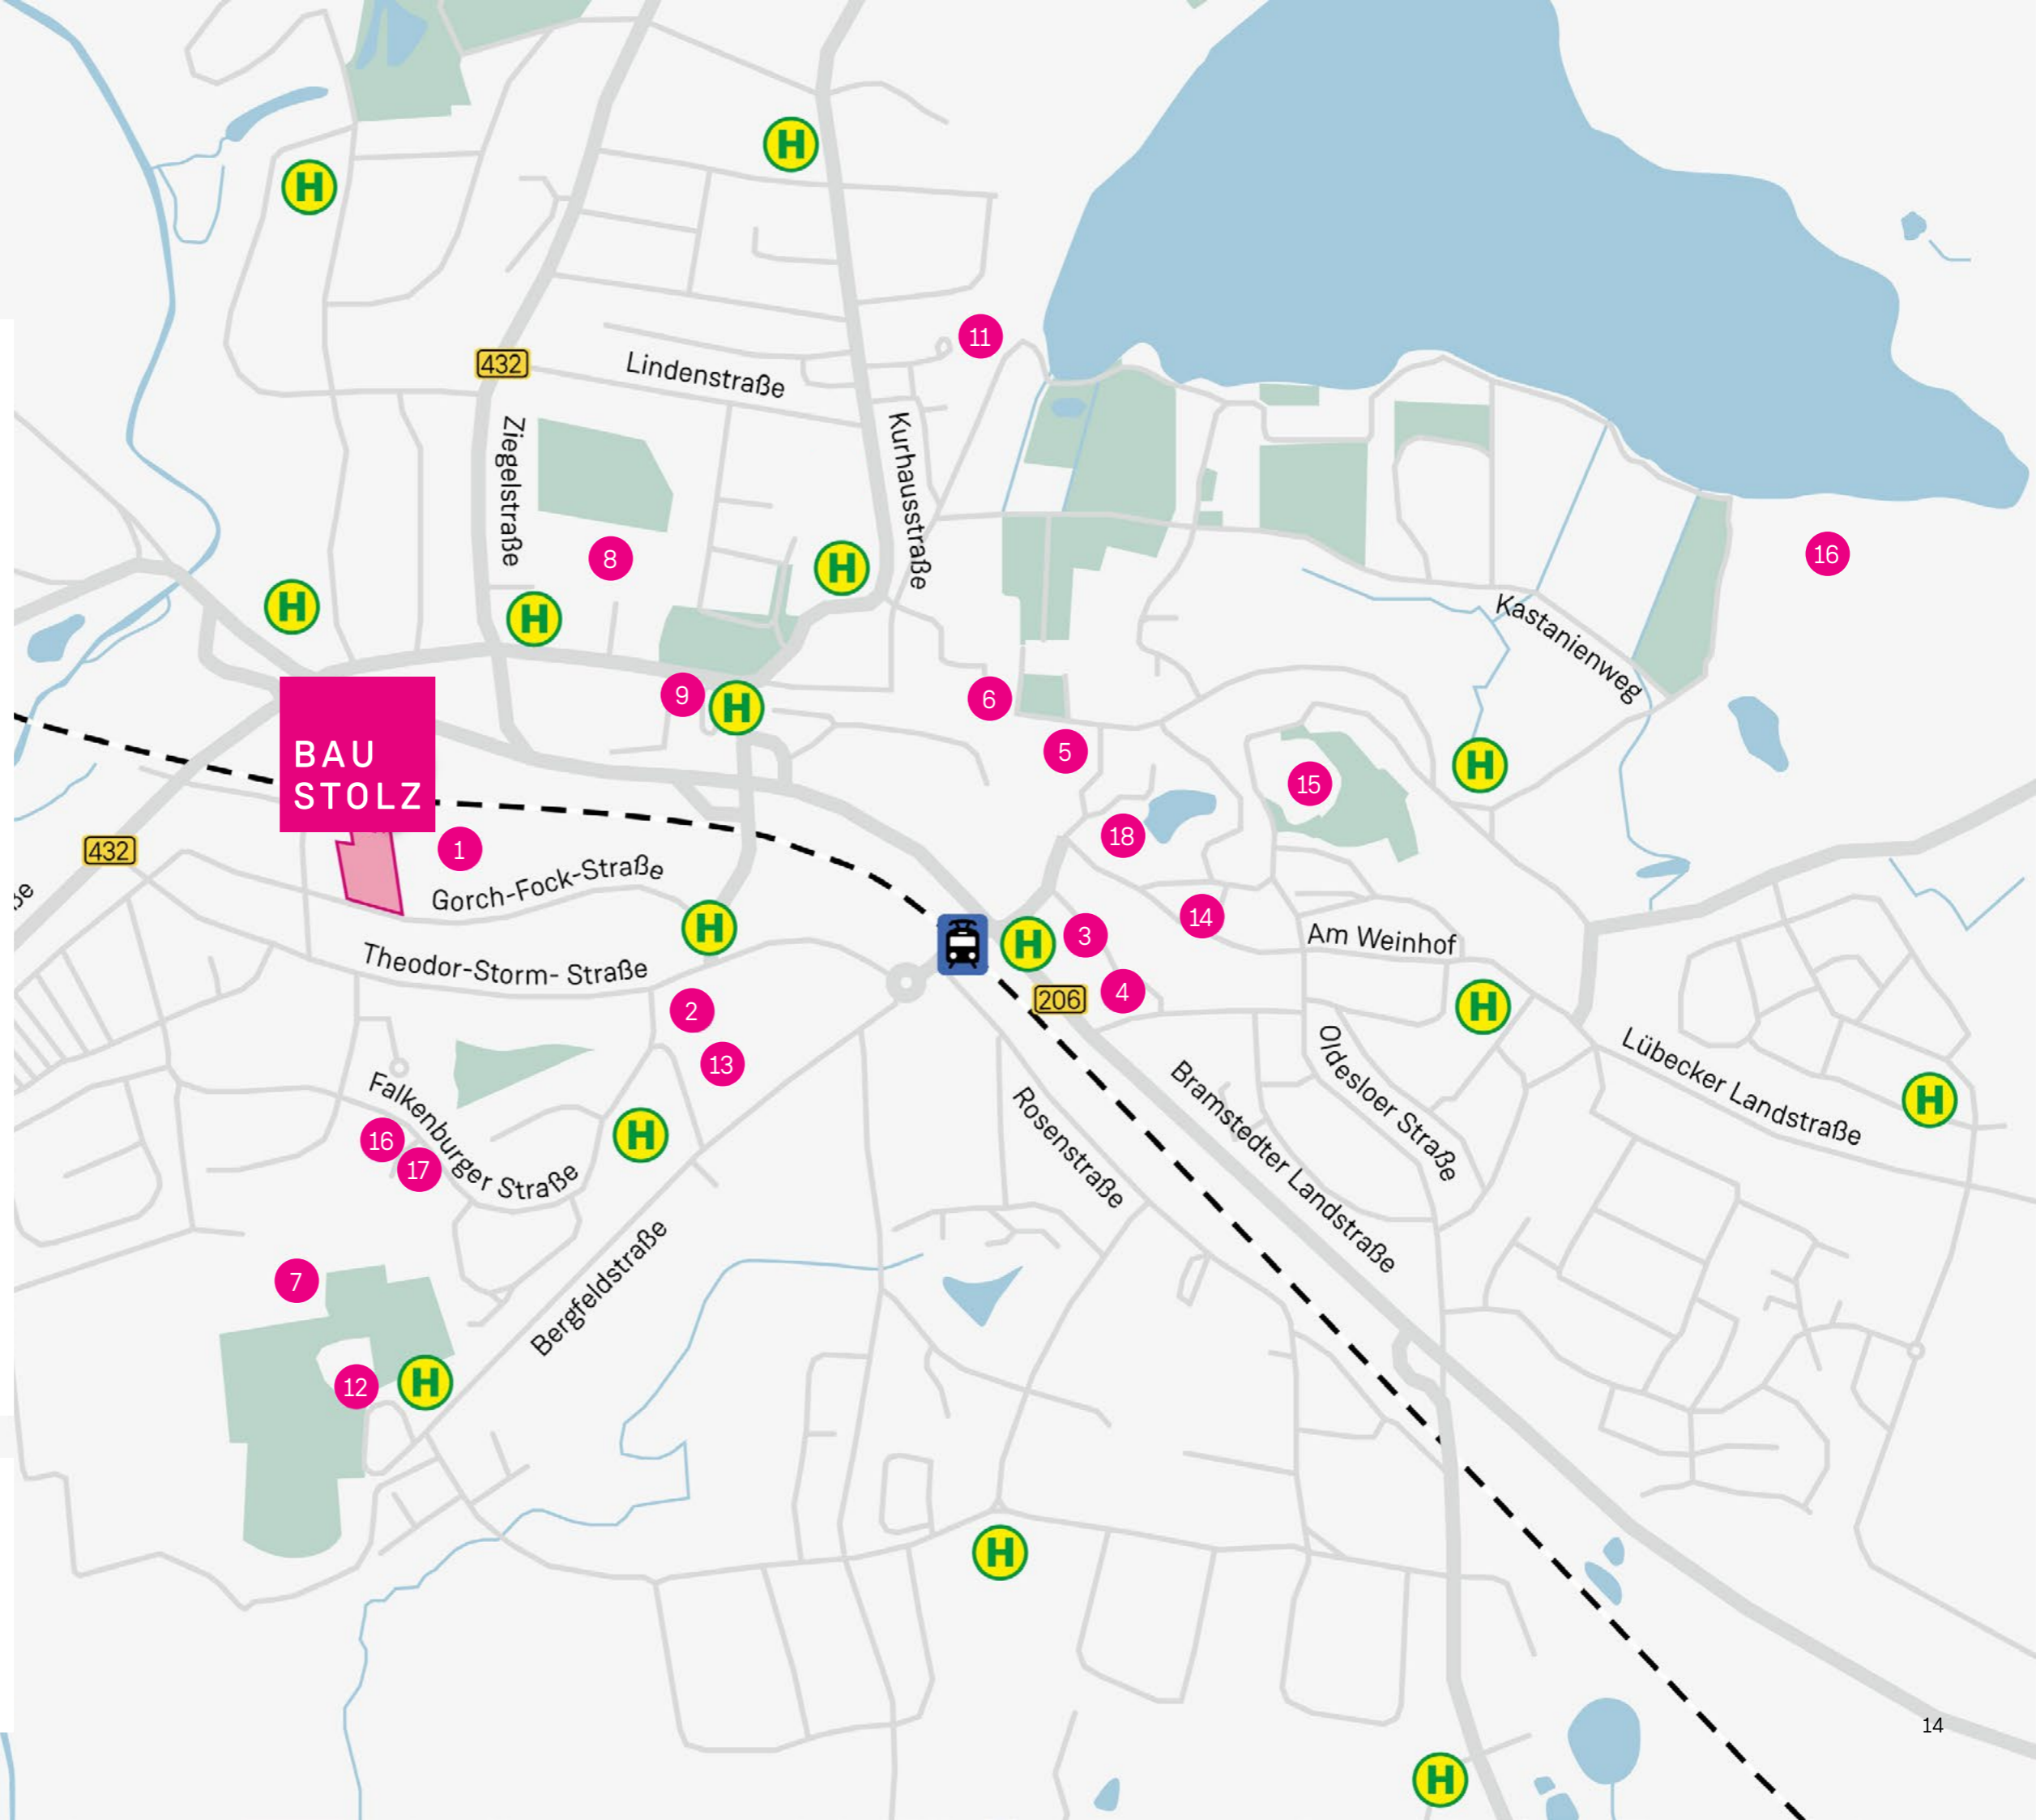 H
H
11
432
Lindenstraße
Ziegelstraße
Kurhausstraße
8
H
16
H
H
Kastanienweg
9
H
6
5
H
15
BAU
STOLZ
18
432
1
Gorch-Fock-Straße
ße
14
H
H
3
Am Weinhof
Theodor-Storm- Straße
4
206
2
H
Oldesloer Straße
Lübecker Landstraße
13
Bramstedter Landstraße
H
Falkenburger Straße
16
H
17
Rosenstraße
7
Bergfeldstraße
12
H
H
14
H